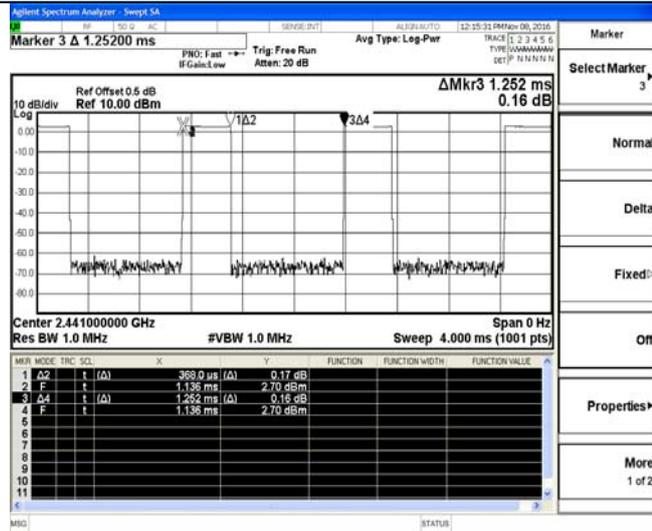 Agilent Spectrum Analyzer - Swept SA
RF 50 Ω AC SENSE:INT ALIGN AUTO 12:15:31 PM Nov 08, 2016
Marker 3 Δ 1.25200 ms
PNO: Fast
IFGain:Low
Trig: Free Run
Atten: 20 dB
Avg Type: Log-Pwr
TRACE 1 2 3 4 5 6
TYPE
DET P N N N N N
Ref Offset 0.5 dB
10 dB/div Ref 10.00 dBm
ΔMkr3 1.252 ms
0.16 dB
Log
0.00
-10.0
-20.0
-30.0
-40.0
-50.0
-60.0
-70.0
-80.0
1Δ2
3Δ4
Center 2.441000000 GHz Span 0 Hz
Res BW 1.0 MHz #VBW 1.0 MHz Sweep 4.000 ms (1001 pts)
MKR MODE TRC SCL X Y FUNCTION FUNCTION WIDTH FUNCTION VALUE
1 Δ2 t (Δ) 368.0 µs (Δ) 0.17 dB
2 F t 1.136 ms 2.70 dBm
3 Δ4 t (Δ) 1.252 ms (Δ) 0.16 dB
4 F t 1.136 ms 2.70 dBm
5
6
7
8
9
10
11
MSG STATUS
Marker
Select Marker
3
Normal
Delta
Fixed
Off
Properties
More
1 of 2